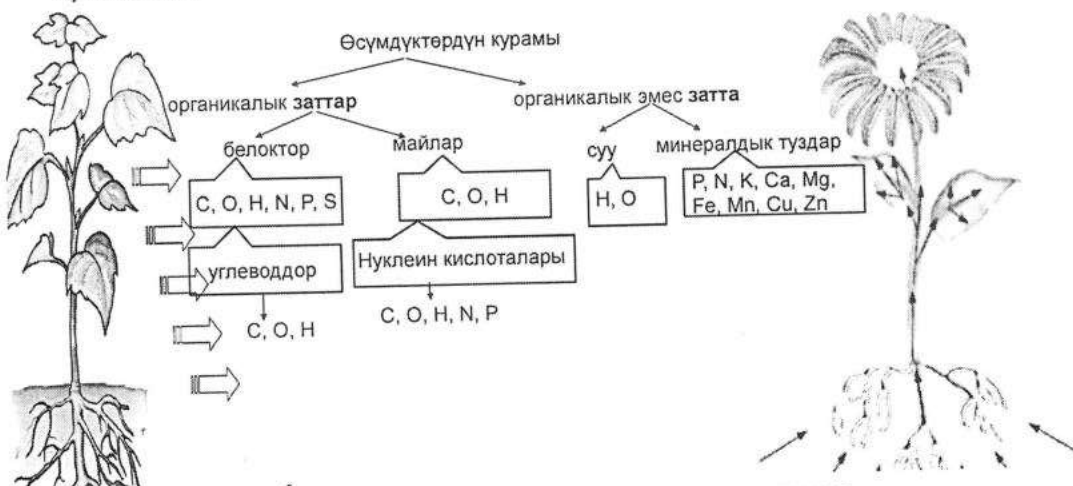 Өсүмдүктөрдүн курамы
органикалык заттар
органикалык эмес затта
белоктор
майлар
суу
минералдык туздар
C, O, H, N, P, S
C, O, H
H, O
P, N, K, Ca, Mg,
Fe, Mn, Cu, Zn
углеводдор
Нуклеин кислоталары
C, O, H
C, O, H, N, P